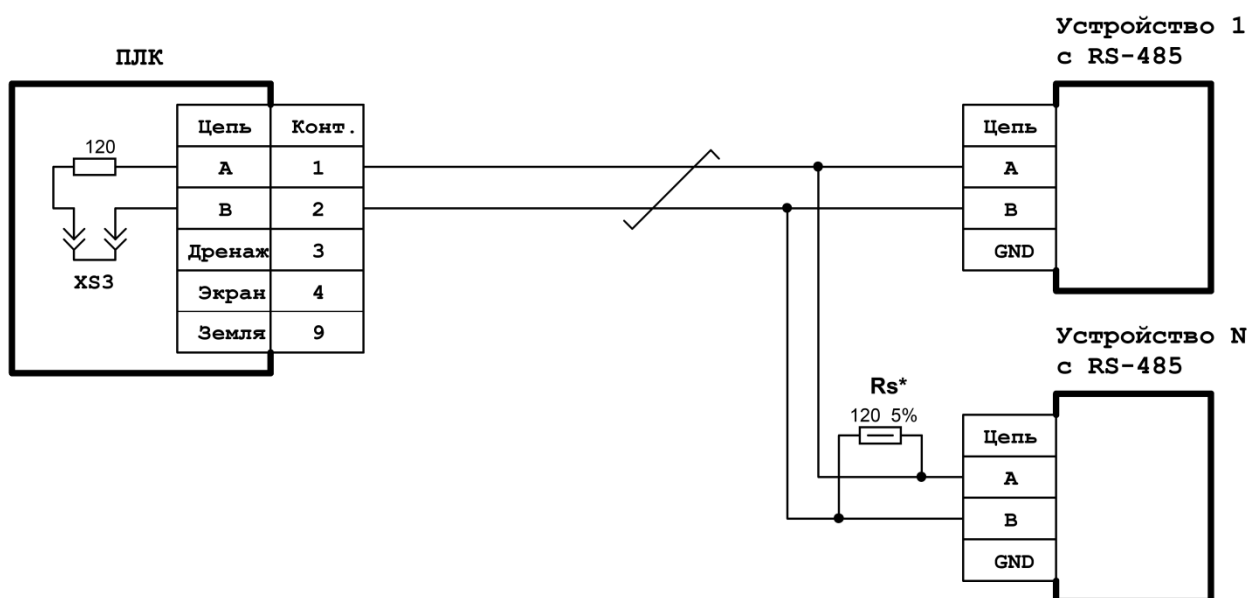 ПЛК
120
XS3
Цепь Конт.
A 1
B 2
Дренаж 3
Экран 4
Земля 9
Устройство 1
с RS-485
Цепь
A
B
GND
Устройство N
с RS-485
Rs*
120 5%
Цепь
A
B
GND